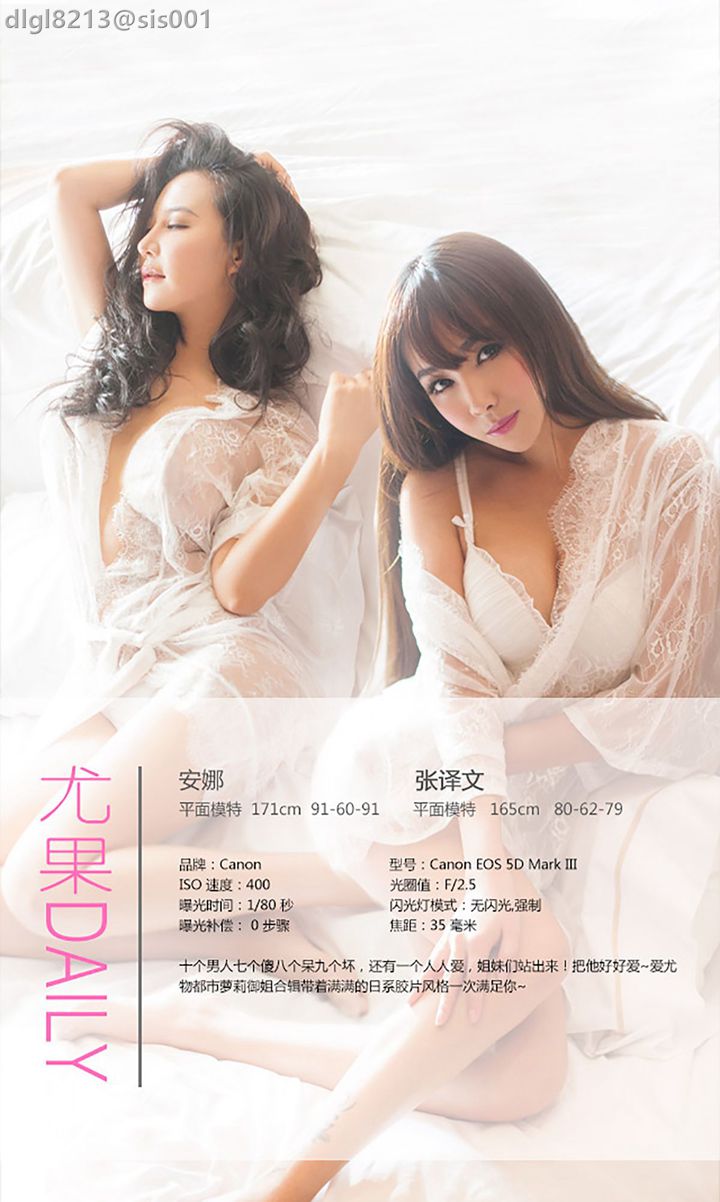 dlgl8213@sis001
尤果DAILY
安娜
平面模特 171cm 91-60-91
张译文
平面模特 165cm 80-62-79
品牌：Canon
型号：Canon EOS 5D Mark III
ISO 速度：400
光圈值：F/2.5
曝光时间：1/80 秒
闪光灯模式：无闪光,强制
曝光补偿： 0 步骤
焦距：35 毫米
十个男人七个傻八个呆九个坏，还有一个人人爱，姐妹们站出来！把他好好爱~爱尤
物都市萝莉御姐合辑带着满满的日系胶片风格一次满足你~